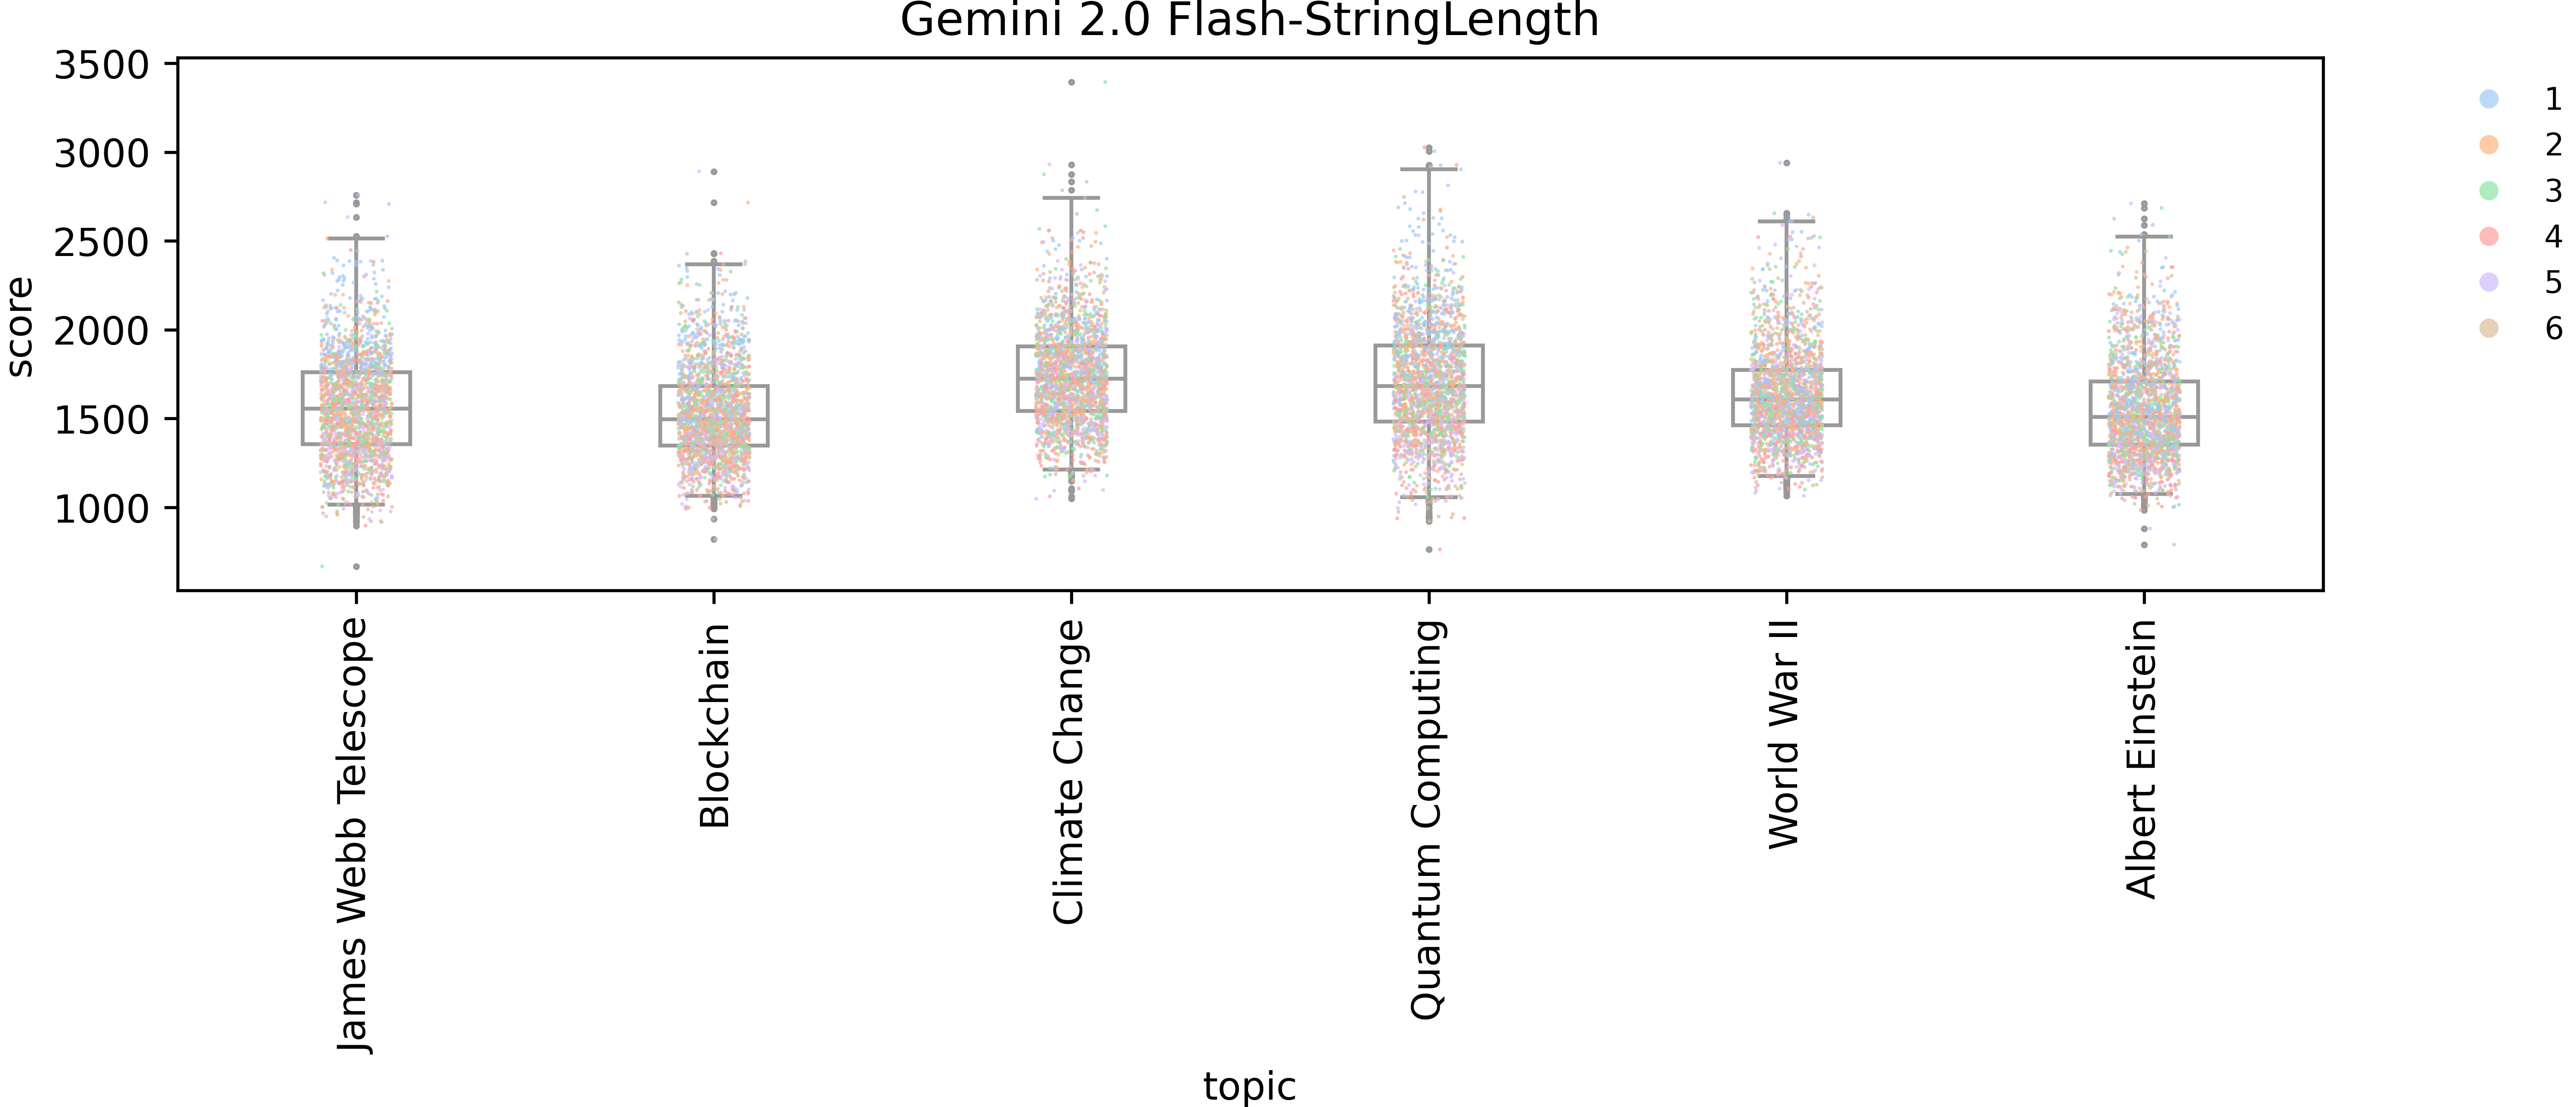 Gemini 2.0 Flash-StringLength
score
3500
3000
2500
2000
1500
1000
1
2
3
4
5
6
James Webb Telescope
Blockchain
Climate Change
Quantum Computing
World War II
Albert Einstein
topic